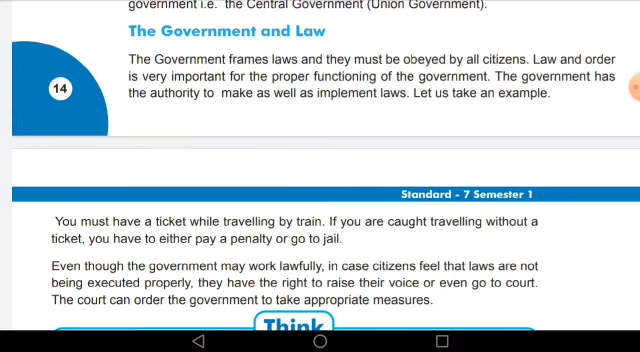 government i.e. the Central Government (Union Government).
The Government and Law
The Government frames laws and they must be obeyed by all citizens. Law and order
is very important for the proper functioning of the government. The government has
14
the authority to make as well as implement laws. Let us take an example.
Standard - 7 Semester 1
You must have a ticket while travelling by train. If you are caught travelling without a
ticket, you have to either pay a penalty or go to jail.
Even though the government may work lawfully, in case citizens feel that laws are not
being executed properly, they have the right to raise their voice or even go to court.
The court can order the government to take appropriate measures.
Think